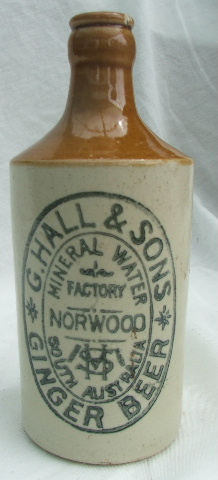 G HALL & SONS
MINERAL WATER
FACTORY
NORWOOD
SOUTH AUSTRALIA
GINGER BEER